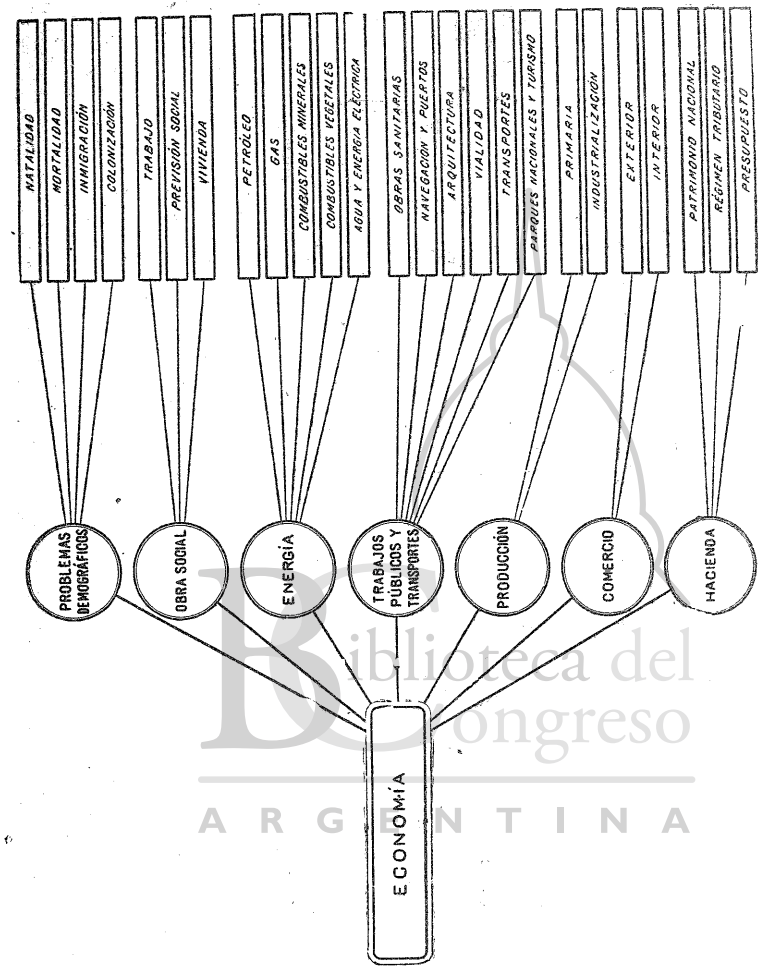 NATALIDAD
MORTALIDAD
INMIGRACIÓN
COLONIZACIÓN
TRABAJO
PREVISIÓN SOCIAL
VIVIENDA
PETRÓLEO
GAS
COMBUSTIBLES MINERALES
COMBUSTIBLES VEGETALES
AGUA Y ENERGIA ELÉCTRICA
OBRAS SANITARIAS
NAVEGACION Y PUERTOS
ARQUITECTURA
VIALIDAD
TRANSPORTES
PARQUES NACIONALES Y TURISMO
PRIMARIA
INDUSTRIALIZACIÓN
EXTERIOR
INTERIOR
PATRIMONIO NACIONAL
RÉGIMEN TRIBUTARIO
PRESUPUESTO
PROBLEMAS
DEMOGRÁFICOS
OBRA SOCIAL
ENERGÍA
TRABAJOS
PÚBLICOS Y
TRANSPORTES
PRODUCCIÓN
COMERCIO
HACIENDA
ECONOMÍA
Biblioteca del
Congreso
ARGENTINA